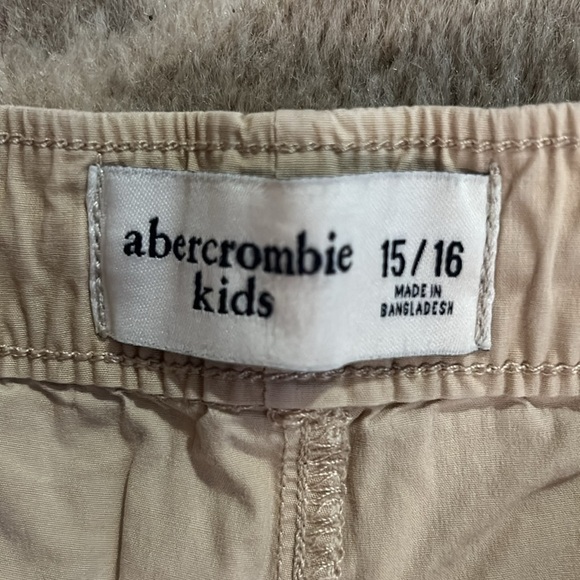 abercrombie
kids
15/16
MADE IN
BANGLADESH